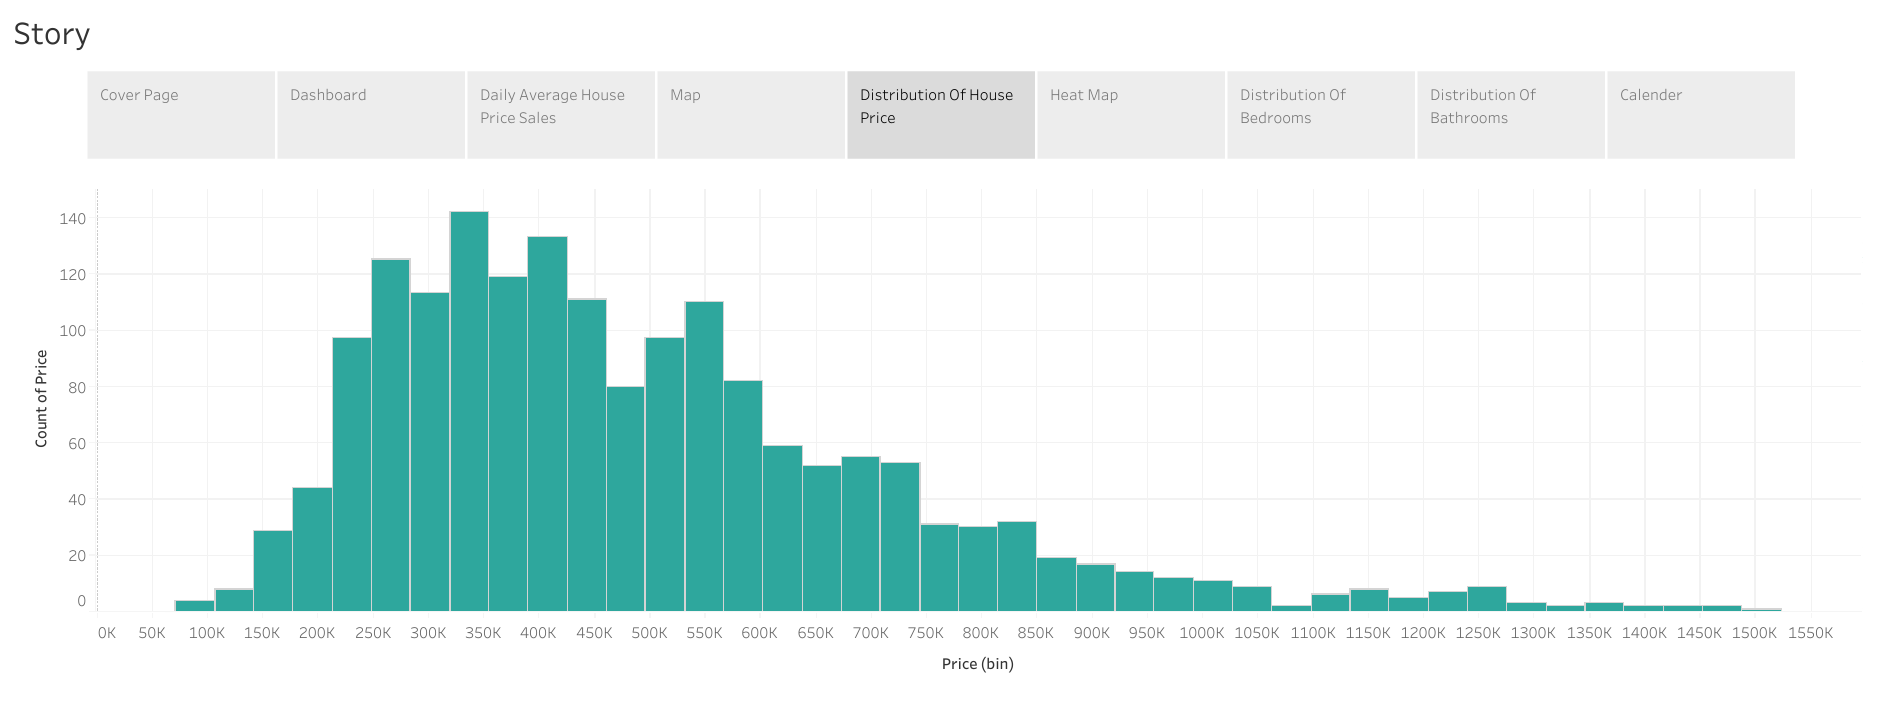 Story
Cover Page
Dashboard
Daily Average House
Price Sales
Map
Distribution Of House
Price
Heat Map
Distribution Of
Bedrooms
Distribution Of
Bathrooms
Calender
140
120
100
80
60
40
20
0
Count of Price
0K 50K 100K 150K 200K 250K 300K 350K 400K 450K 500K 550K 600K 650K 700K 750K 800K 850K 900K 950K 1000K 1050K 1100K 1150K 1200K 1250K 1300K 1350K 1400K 1450K 1500K 1550K
Price (bin)